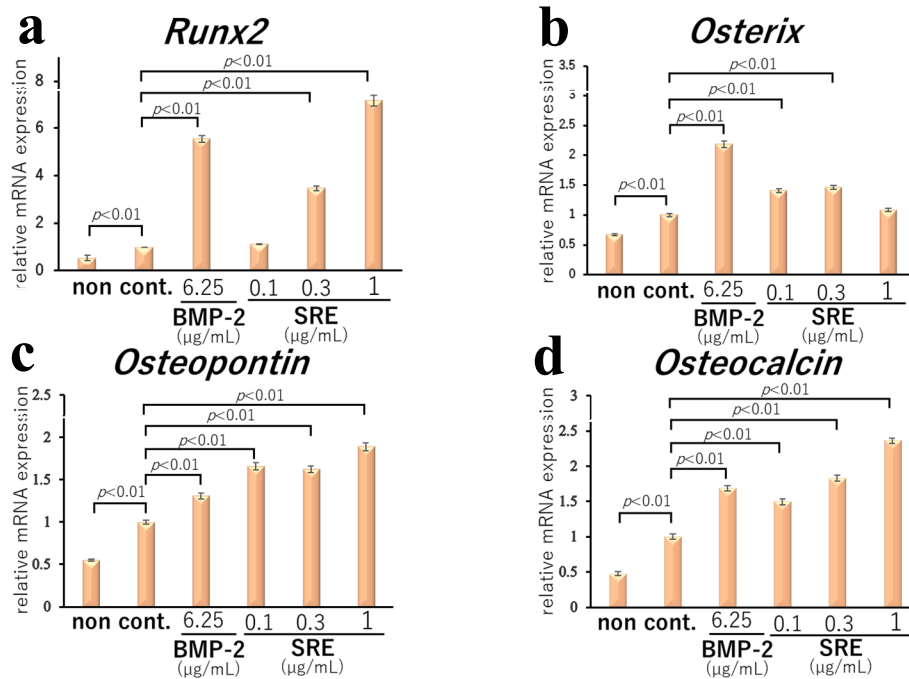 a
Runx2
relative mRNA expression
8
6
4
2
0
p<0.01
p<0.01
p<0.01
p<0.01
non cont. 6.25 0.1 0.3 1
BMP-2 SRE
(μg/mL) (μg/mL)
b
Osterix
relative mRNA expression
3.5
3
2.5
2
1.5
1
0.5
0
p<0.01
p<0.01
p<0.01
p<0.01
non cont. 6.25 0.1 0.3 1
BMP-2 SRE
(μg/mL) (μg/mL)
c
Osteopontin
relative mRNA expression
2.5
2
1.5
1
0.5
0
p<0.01
p<0.01
p<0.01
p<0.01
p<0.01
non cont. 6.25 0.1 0.3 1
BMP-2 SRE
(μg/mL) (μg/mL)
d
Osteocalcin
relative mRNA expression
3
2.5
2
1.5
1
0.5
0
p<0.01
p<0.01
p<0.01
p<0.01
p<0.01
non cont. 6.25 0.1 0.3 1
BMP-2 SRE
(μg/mL) (μg/mL)